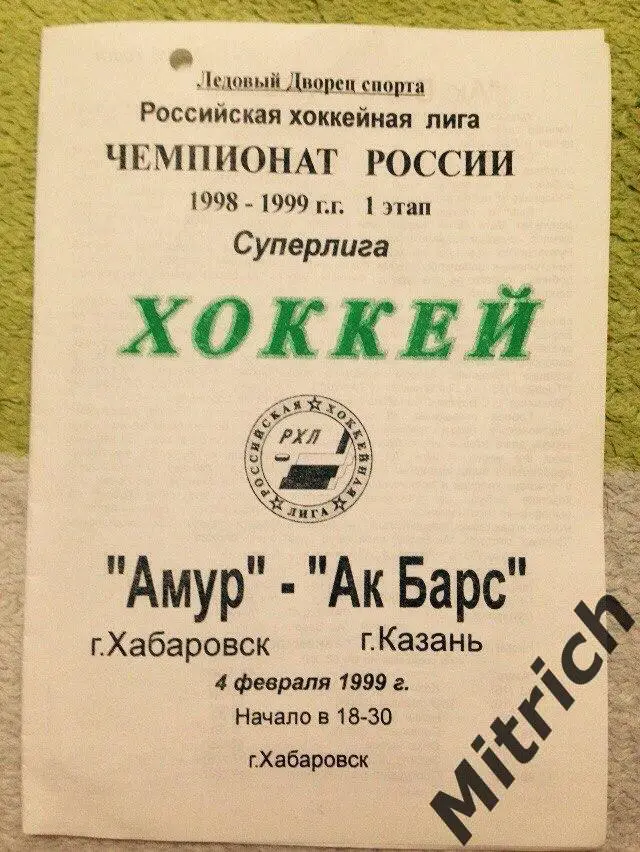 Ледовый Дворец спорта
Российская хоккейная лига
ЧЕМПИОНАТ РОССИИ
1998 - 1999 г.г. 1 этап
Суперлига
ХОККЕЙ
РОССИЙСКАЯ ☆ ХОККЕЙНАЯ ☆ ЛИГА ☆
РХЛ
"Амур" - "Ак Барс"
г.Хабаровск г.Казань
4 февраля 1999 г.
Начало в 18-30
г.Хабаровск
Mitrich